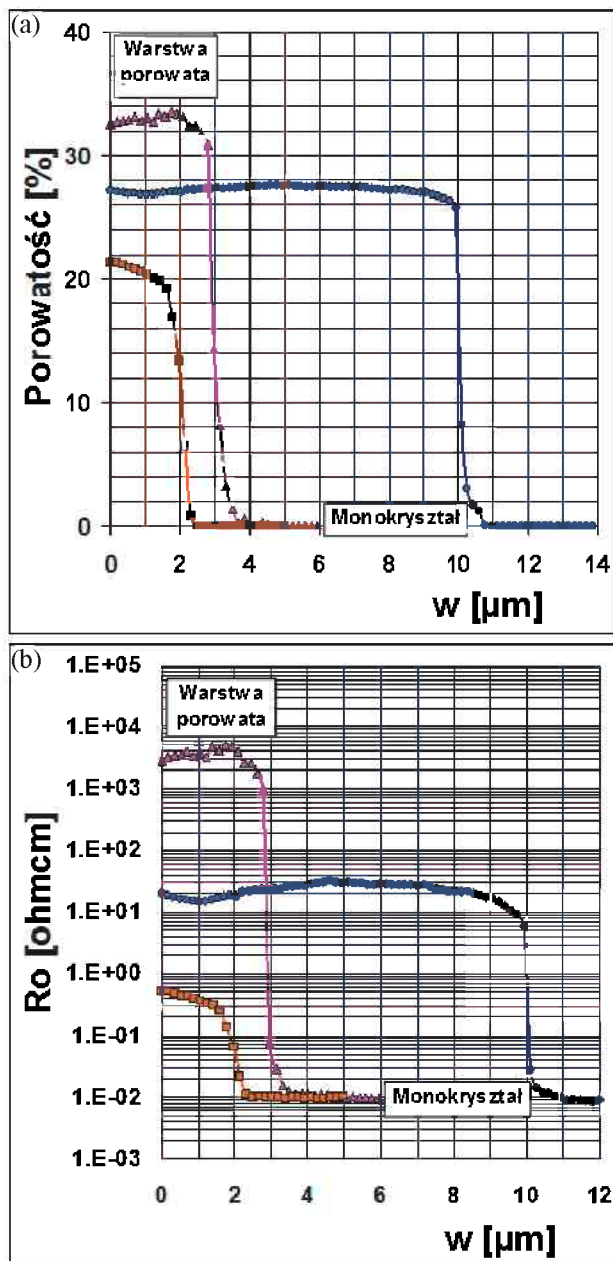 (a)
40
Warstwa
porowata
30
20
10
0
Porowatość [%]
Monokryształ
0 2 4 6 8 10 12 14
w [µm]
(b)
1.E+05
Warstwa
porowata
1.E+04
1.E+03
1.E+02
1.E+01
1.E+00
1.E-01
1.E-02
1.E-03
Ro [ohmcm]
Monokryształ
0 2 4 6 8 10 12
w [µm]